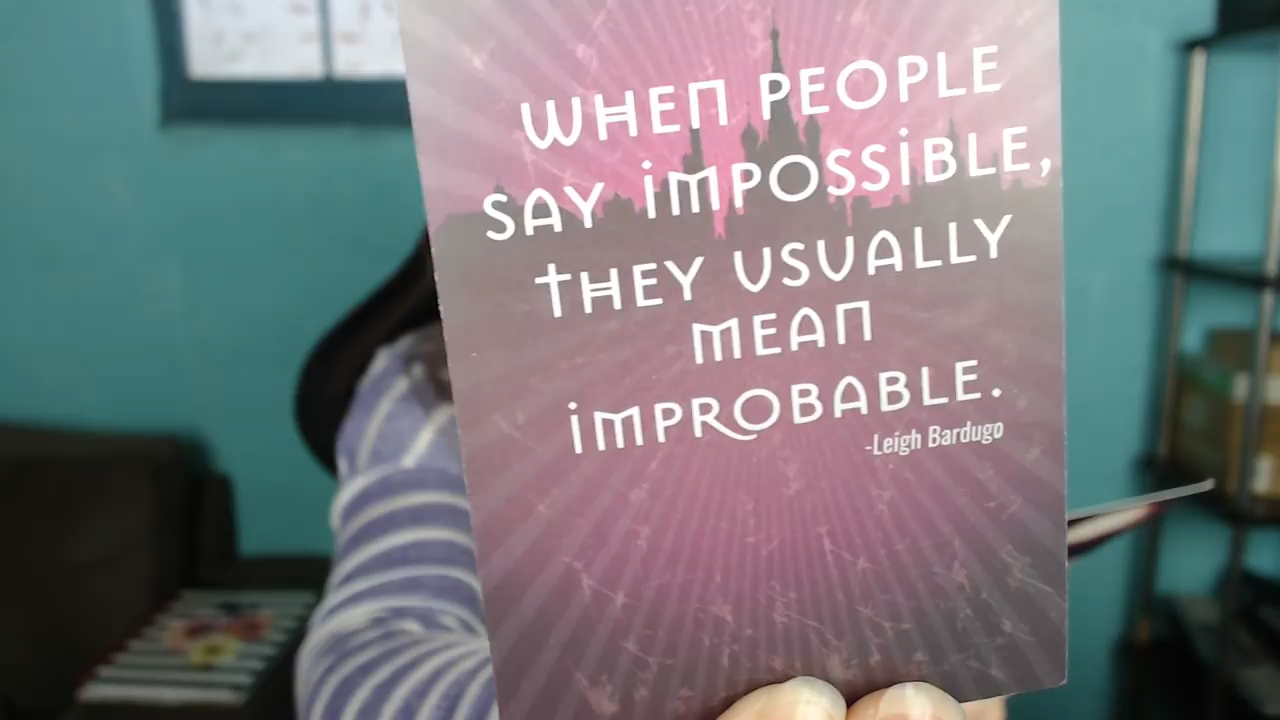 WHEN PEOPLE
SAY iMPOSSiBLE,
THEY USUALLY
MEAN
iMPROBABLE.
-Leigh Bardugo